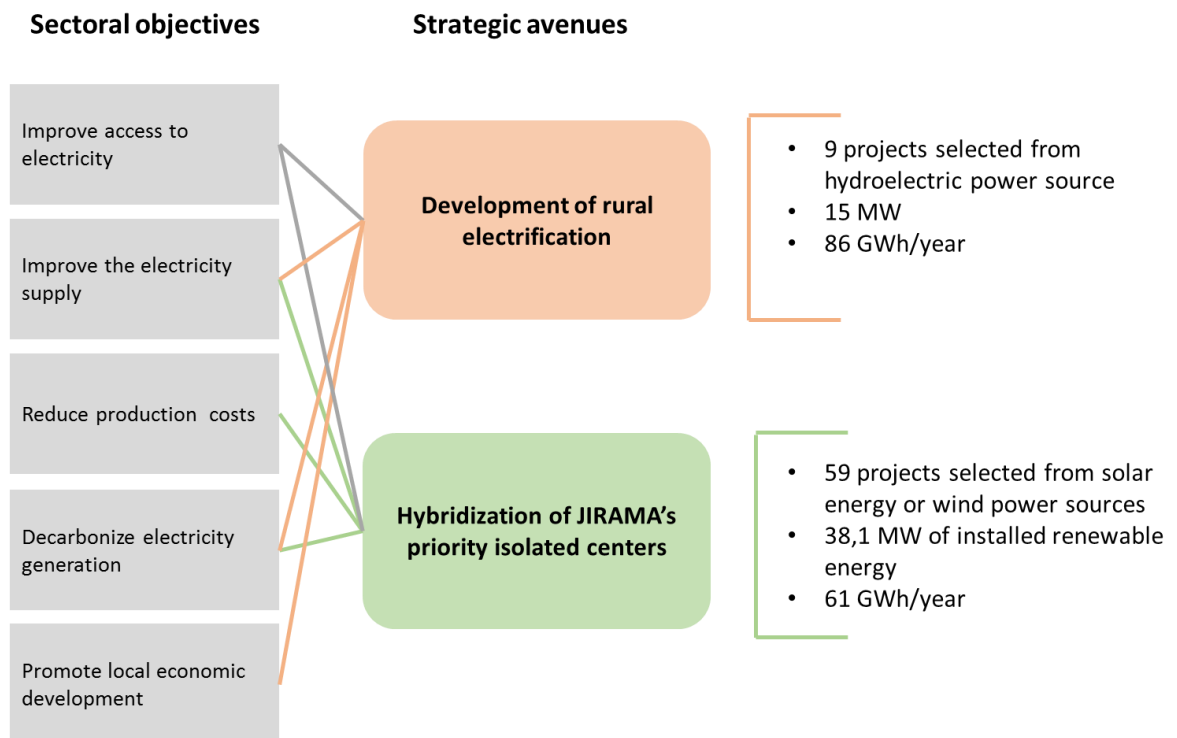 Sectoral objectives
Strategic avenues
Improve access to
electricity
Improve the electricity
supply
Reduce production costs
Decarbonize electricity
generation
Promote local economic
development
Development of rural
electrification
Hybridization of JIRAMA's
priority isolated centers
• 9 projects selected from
hydroelectric power source
• 15 MW
• 86 GWh/year
• 59 projects selected from solar
energy or wind power sources
• 38,1 MW of installed renewable
energy
• 61 GWh/year